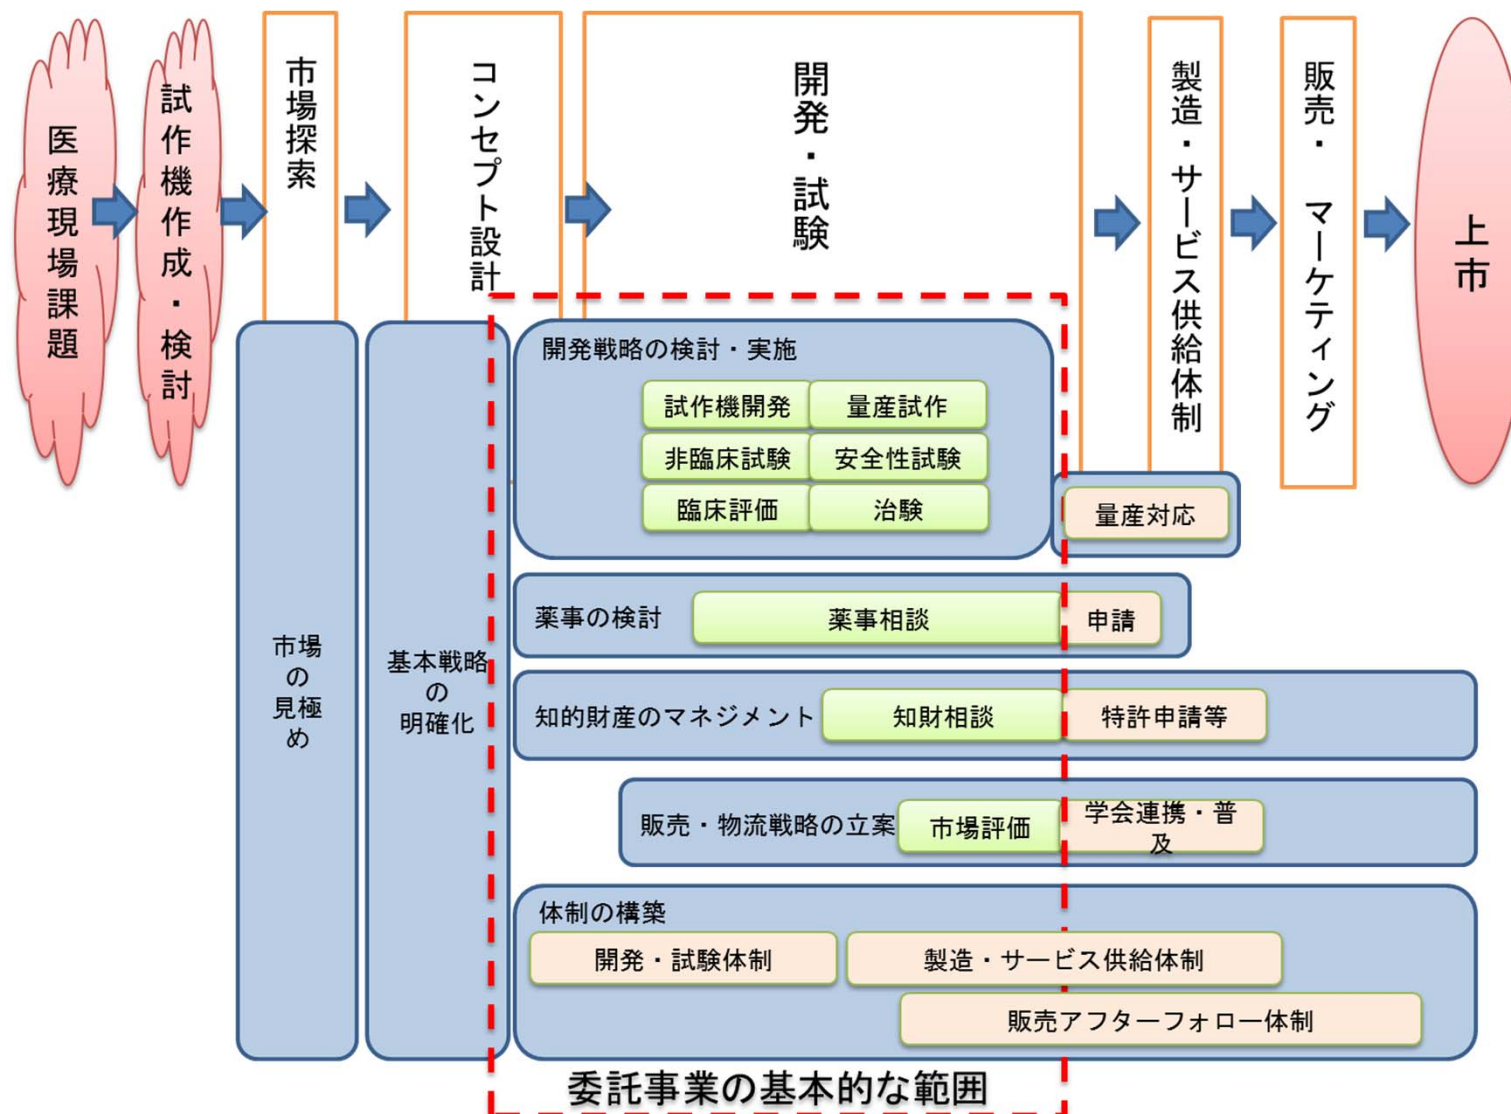 医療現場課題
試作機作成・検討
市場探索
コンセプト設計
開発・試験
製造・サービス供給体制
販売・マーケティング
上市
市場
の
見極
め
基本戦略
の
明確化
開発戦略の検討・実施
試作機開発
量産試作
非臨床試験
安全性試験
臨床評価
治験
量産対応
薬事の検討
薬事相談
申請
知的財産のマネジメント
知財相談
特許申請等
販売・物流戦略の立案
市場評価
学会連携・普
及
体制の構築
開発・試験体制
製造・サービス供給体制
販売アフターフォロー体制
委託事業の基本的な範囲